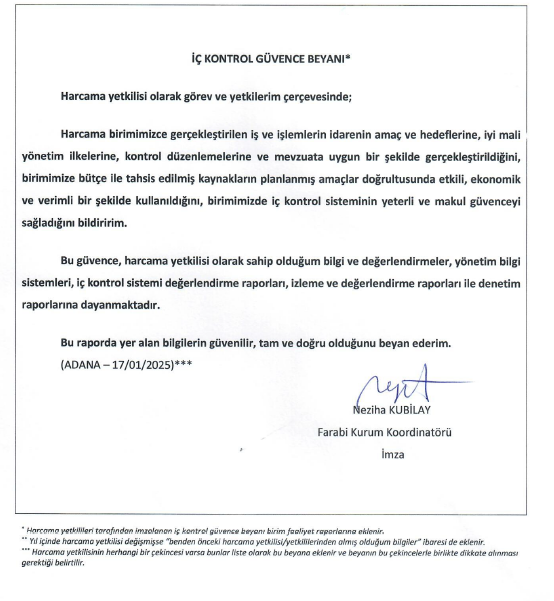 İÇ KONTROL GÜVENCE BEYANI*
Harcama yetkilisi olarak görev ve yetkilerim çerçevesinde;
Harcama birimimizce gerçekleştirilen iş ve işlemlerin idarenin amaç ve hedeflerine, iyi mali
yönetim ilkelerine, kontrol düzenlemelerine ve mevzuata uygun bir şekilde gerçekleştirildiğini,
birimimize bütçe ile tahsis edilmiş kaynakların planlanmış amaçlar doğrultusunda etkili, ekonomik
ve verimli bir şekilde kullanıldığını, birimimizde iç kontrol sisteminin yeterli ve makul güvenceyi
sağladığını bildiririm.
Bu güvence, harcama yetkilisi olarak sahip olduğum bilgi ve değerlendirmeler, yönetim bilgi
sistemleri, iç kontrol sistemi değerlendirme raporları, izleme ve değerlendirme raporları ile denetim
raporlarına dayanmaktadır.
Bu raporda yer alan bilgilerin güvenilir, tam ve doğru olduğunu beyan ederim.
(ADANA – 17/01/2025)***
Neziha KUBİLAY
Farabi Kurum Koordinatörü
İmza
* Harcama yetkilileri tarafından imzalanan iç kontrol güvence beyanı birim faaliyet raporlarına eklenir.
** Yıl içinde harcama yetkilisi değişmişse "benden önceki harcama yetkilisi/yetkililerinden almış olduğum bilgiler" ibaresi de eklenir.
*** Harcama yetkilisinin herhangi bir çekincesi varsa bunlar liste olarak bu beyana eklenir ve beyanın bu çekincelerle birlikte dikkate alınması
gerektiği belirtilir.